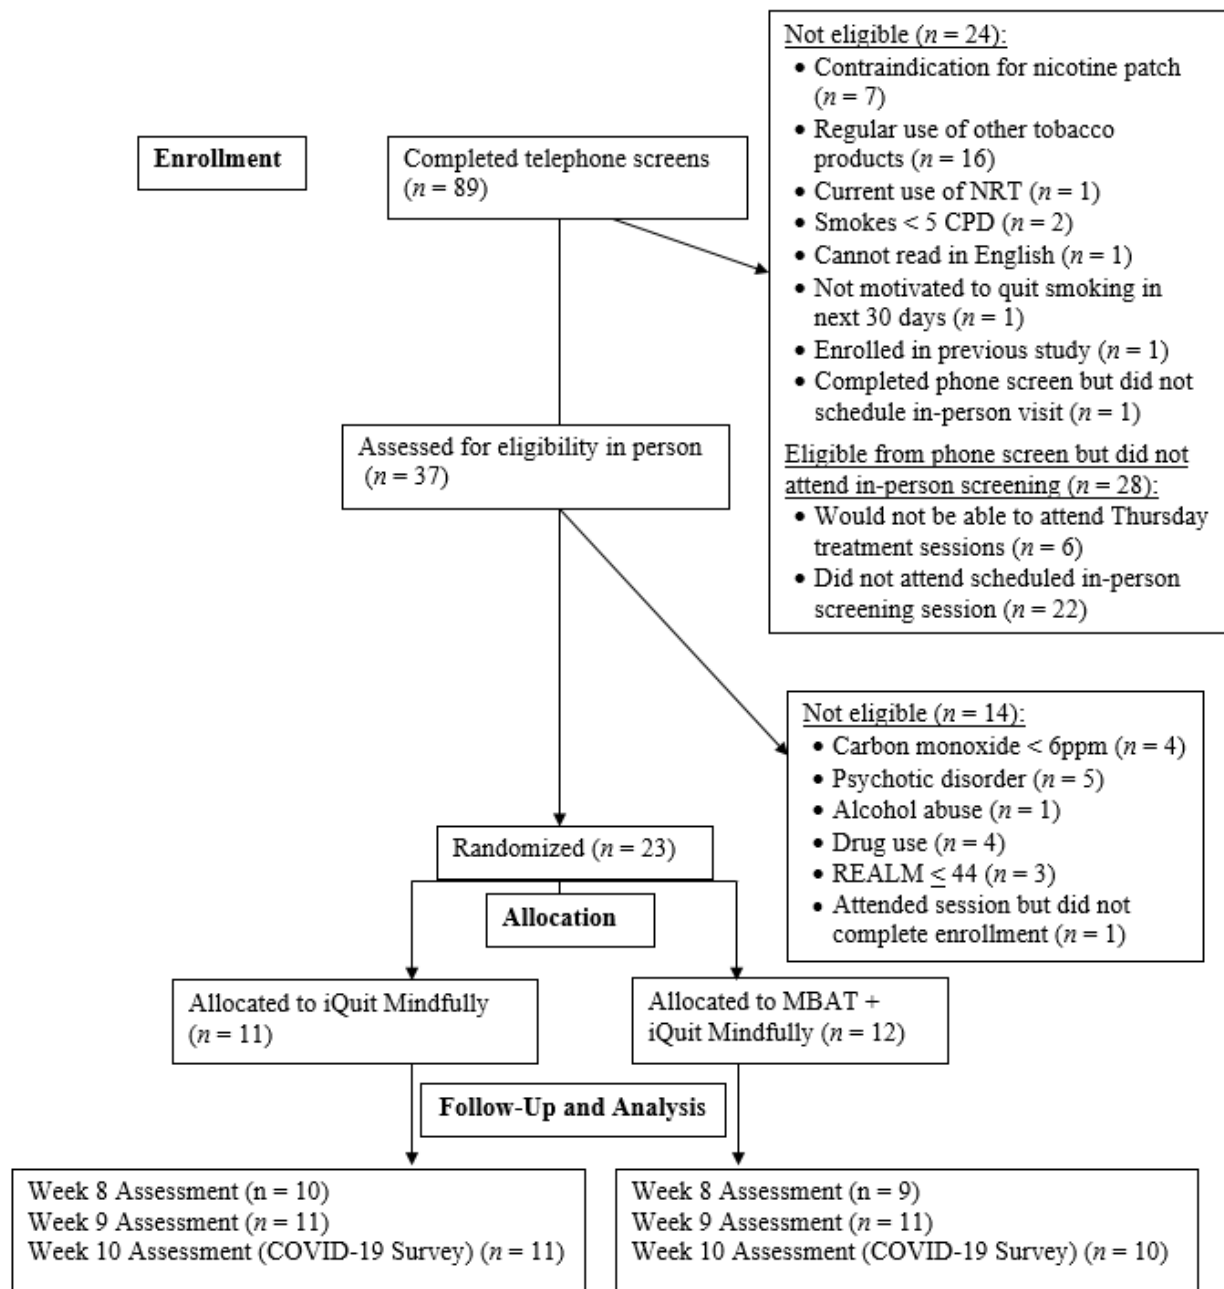 Enrollment
Completed telephone screens
(n = 89)
Not eligible (n = 24):
• Contraindication for nicotine patch
(n = 7)
• Regular use of other tobacco
products (n = 16)
• Current use of NRT (n = 1)
• Smokes < 5 CPD (n = 2)
• Cannot read in English (n = 1)
• Not motivated to quit smoking in
next 30 days (n = 1)
• Enrolled in previous study (n = 1)
• Completed phone screen but did not
schedule in-person visit (n = 1)
Eligible from phone screen but did not
attend in-person screening (n = 28):
• Would not be able to attend Thursday
treatment sessions (n = 6)
• Did not attend scheduled in-person
screening session (n = 22)
Assessed for eligibility in person
(n = 37)
Not eligible (n = 14):
• Carbon monoxide < 6ppm (n = 4)
• Psychotic disorder (n = 5)
• Alcohol abuse (n = 1)
• Drug use (n = 4)
• REALM ≤ 44 (n = 3)
• Attended session but did not
complete enrollment (n = 1)
Randomized (n = 23)
Allocation
Allocated to iQuit Mindfully
(n = 11)
Allocated to MBAT +
iQuit Mindfully (n = 12)
Follow-Up and Analysis
Week 8 Assessment (n = 10)
Week 9 Assessment (n = 11)
Week 10 Assessment (COVID-19 Survey) (n = 11)
Week 8 Assessment (n = 9)
Week 9 Assessment (n = 11)
Week 10 Assessment (COVID-19 Survey) (n = 10)